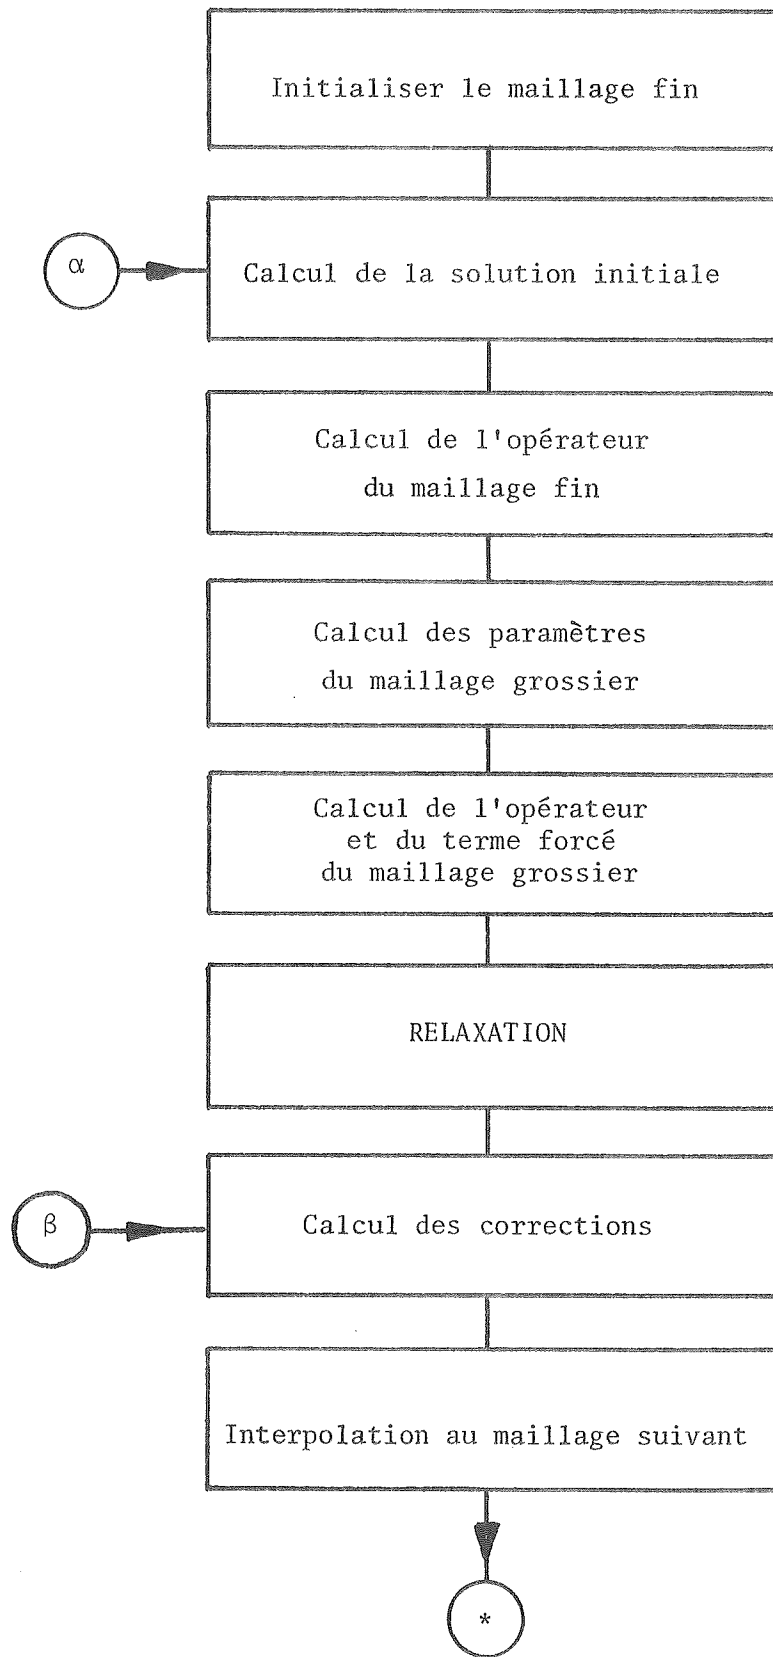 Initialiser le maillage fin
α
Calcul de la solution initiale
Calcul de l'opérateur
du maillage fin
Calcul des paramètres
du maillage grossier
Calcul de l'opérateur
et du terme forcé
du maillage grossier
RELAXATION
β
Calcul des corrections
Interpolation au maillage suivant
*